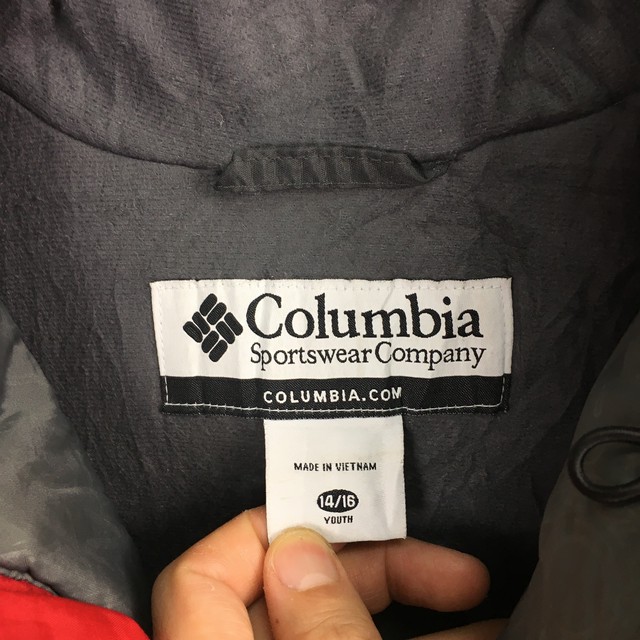 Columbia
Sportswear Company
COLUMBIA.COM
MADE IN VIETNAM
14/16
YOUTH